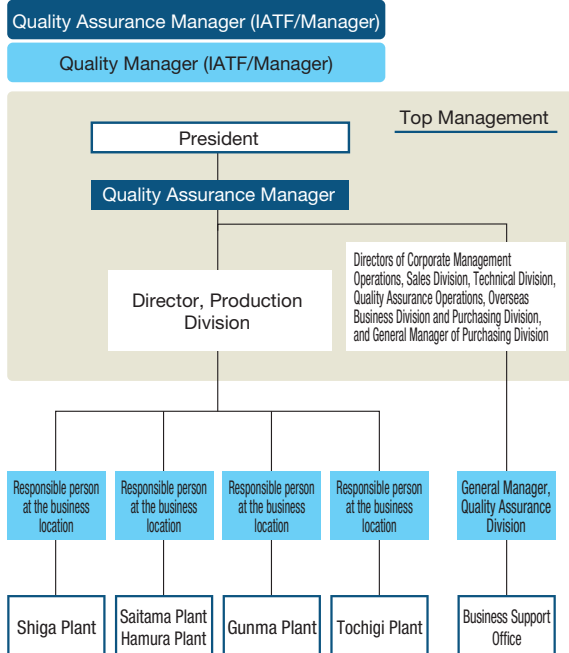 Quality Assurance Manager (IATF/Manager)
Quality Manager (IATF/Manager)
Top Management
President
Quality Assurance Manager
Director, Production
Division
Directors of Corporate Management
Operations, Sales Division, Technical Division,
Quality Assurance Operations, Overseas
Business Division and Purchasing Division,
and General Manager of Purchasing Division
Responsible person
at the business
location
Responsible person
at the business
location
Responsible person
at the business
location
Responsible person
at the business
location
General Manager,
Quality Assurance
Division
Shiga Plant
Saitama Plant
Hamura Plant
Gunma Plant
Tochigi Plant
Business Support
Office